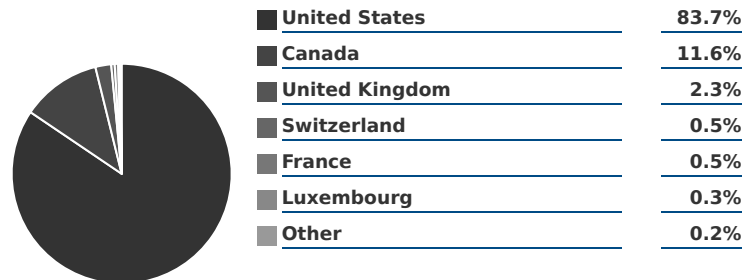 United States 83.7%
Canada 11.6%
United Kingdom 2.3%
Switzerland 0.5%
France 0.5%
Luxembourg 0.3%
Other 0.2%